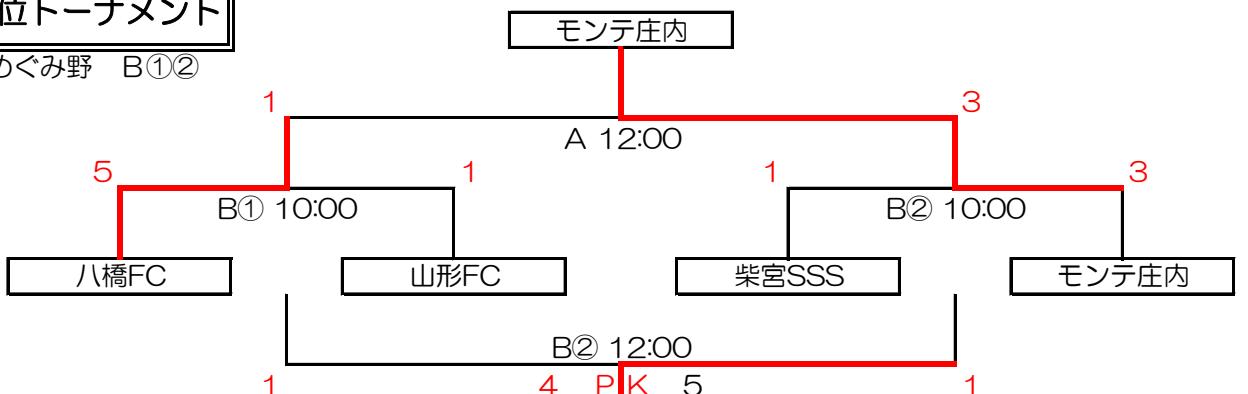 位トーナメント
めぐみ野 B①②
モンテ庄内
1 3
A 12:00
5 1 1 3
B① 10:00 B② 10:00
八橋FC 山形FC 柴宮SSS モンテ庄内
B② 12:00
1 4 PK 5 1